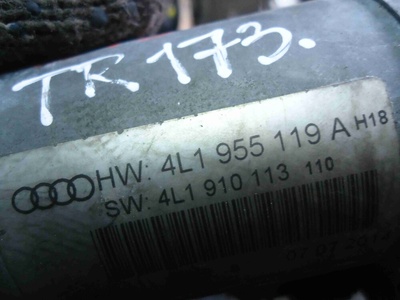 TR 173.
HW: 4L1 955 119 A H18
SW: 4L1 910 113 110